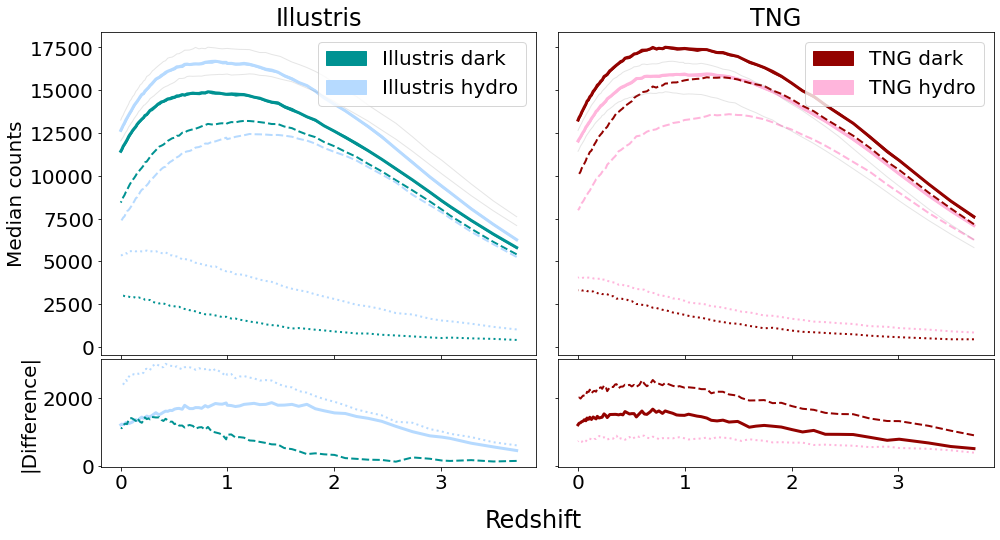 Illustris
TNG
Median counts
17500
15000
12500
10000
7500
5000
2500
0
Illustris dark
Illustris hydro
TNG dark
TNG hydro
|Difference|
2000
0
0 1 2 3
0 1 2 3
Redshift